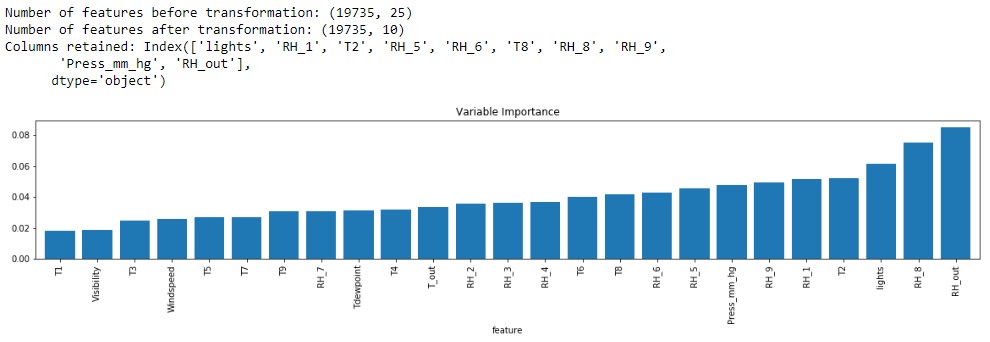 Number of features before transformation: (19735, 25)
Number of features after transformation: (19735, 10)
Columns retained: Index(['lights', 'RH_1', 'T2', 'RH_5', 'RH_6', 'T8', 'RH_8', 'RH_9',
'Press_mm_hg', 'RH_out'],
dtype='object')
Variable Importance
0.08
0.06
0.04
0.02
0.00
T1
Visibility
T3
Windspeed
T5
T7
T9
RH_7
Tdewpoint
T4
T_out
RH_2
RH_3
RH_4
T6
T8
RH_6
RH_5
Press_mm_hg
RH_9
RH_1
T2
lights
RH_8
RH_out
feature